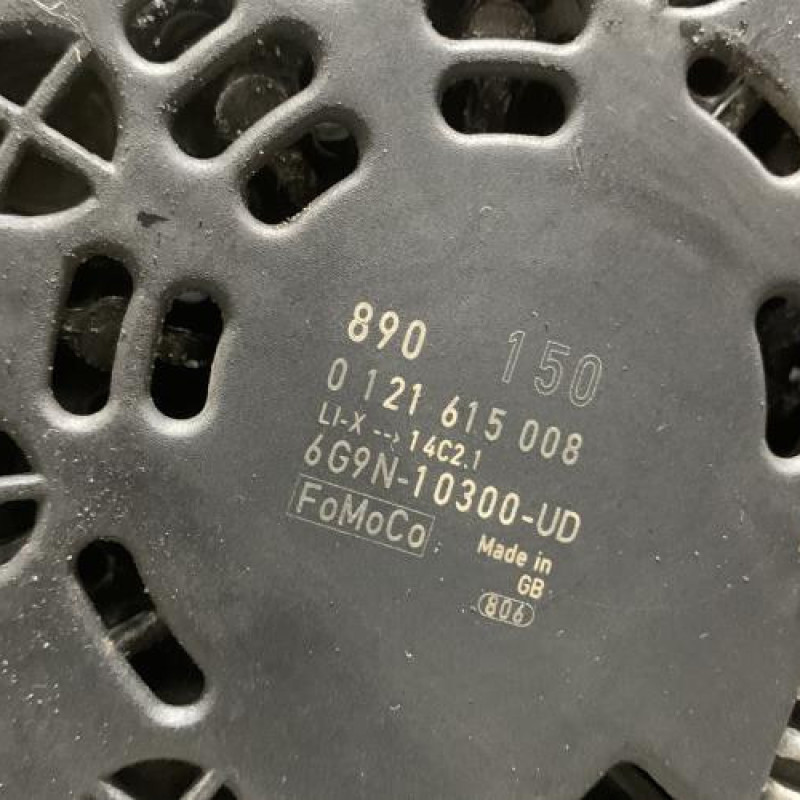 890 150
0 121 615 008
LI-X --> 14C2.1
6G9N-10300-UD
FoMoCo
Made in
GB
806